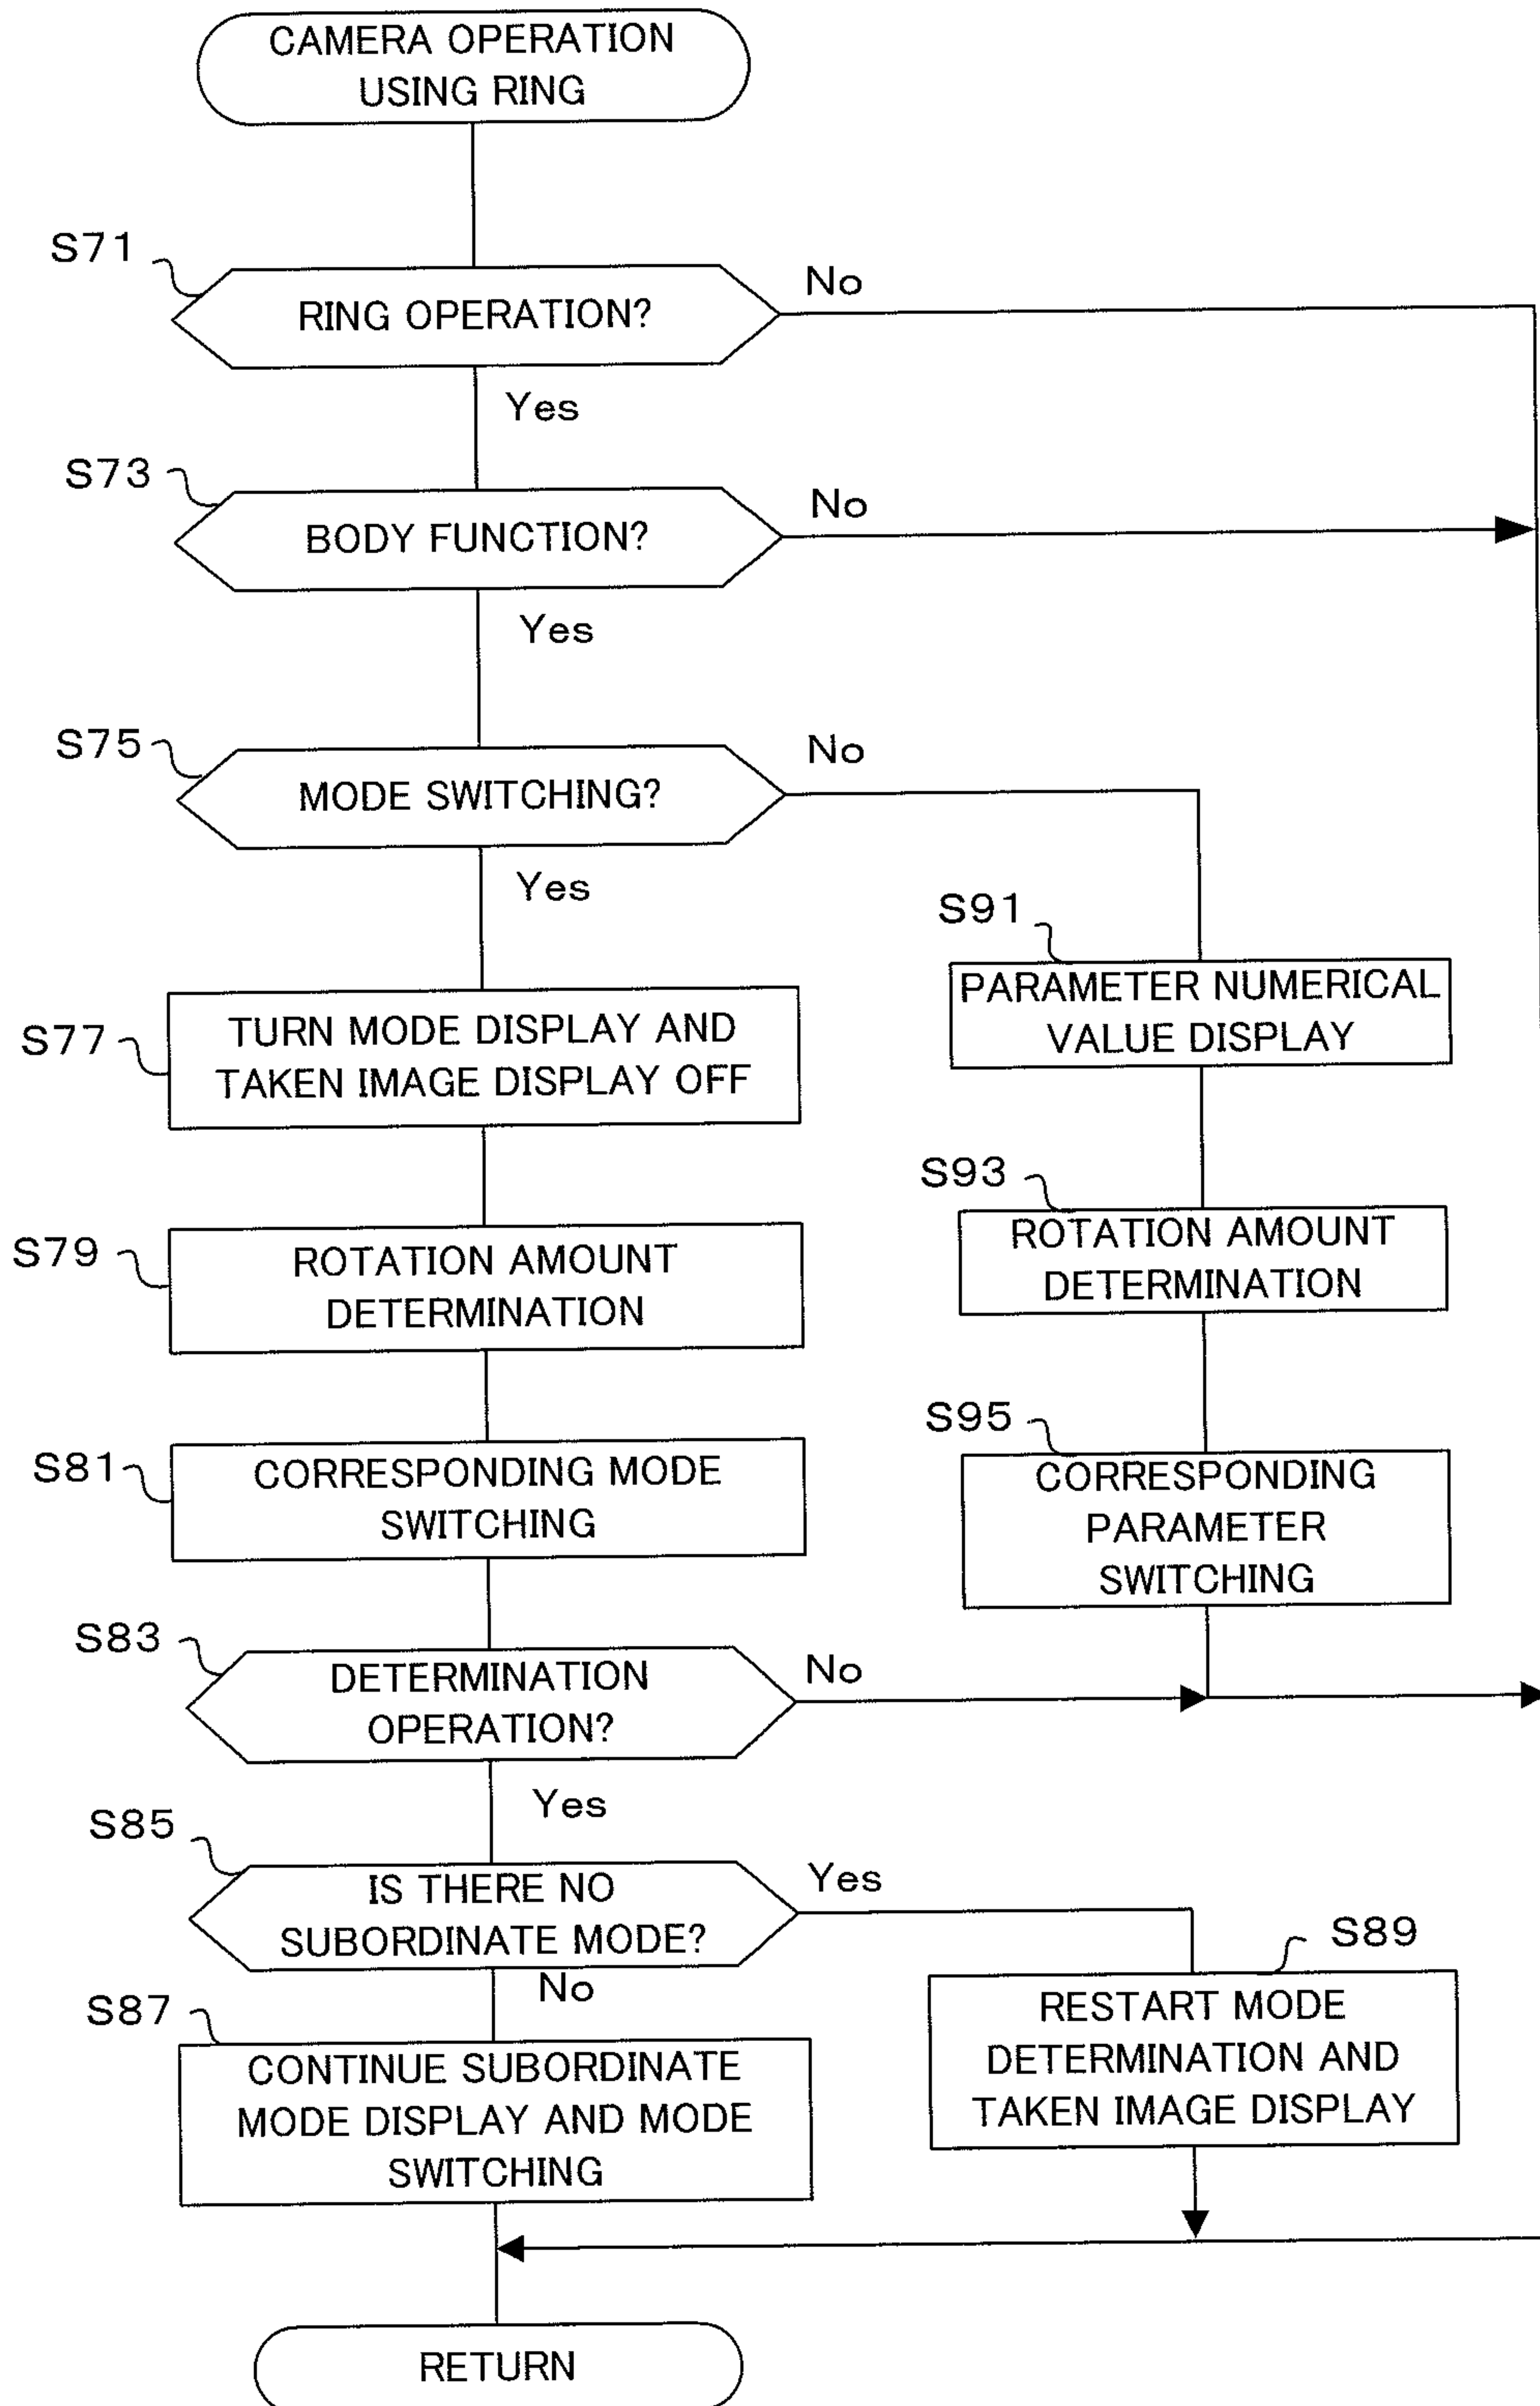 CAMERA OPERATION
USING RING
S71
RING OPERATION?
No
Yes
S73
BODY FUNCTION?
No
Yes
S75
MODE SWITCHING?
No
Yes
S77
TURN MODE DISPLAY AND
TAKEN IMAGE DISPLAY OFF
S79
ROTATION AMOUNT
DETERMINATION
S81
CORRESPONDING MODE
SWITCHING
S91
PARAMETER NUMERICAL
VALUE DISPLAY
S93
ROTATION AMOUNT
DETERMINATION
S95
CORRESPONDING
PARAMETER
SWITCHING
S83
DETERMINATION
OPERATION?
No
Yes
S85
IS THERE NO
SUBORDINATE MODE?
Yes
No
S87
CONTINUE SUBORDINATE
MODE DISPLAY AND MODE
SWITCHING
S89
RESTART MODE
DETERMINATION AND
TAKEN IMAGE DISPLAY
RETURN